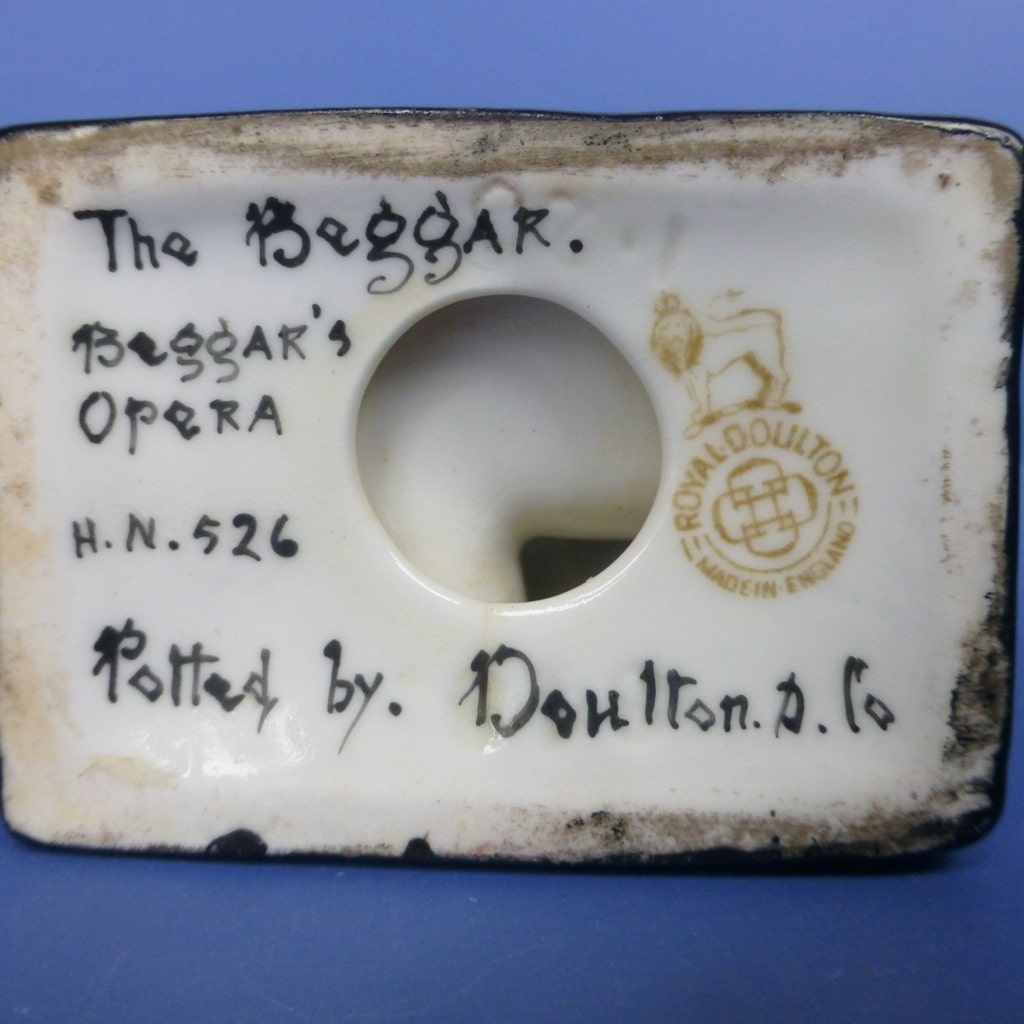 The Beggar.
Beggar's
Opera
H.N.526
Potted by. Doulton. & Co
ROYAL·DOULTON
MADE IN ENGLAND